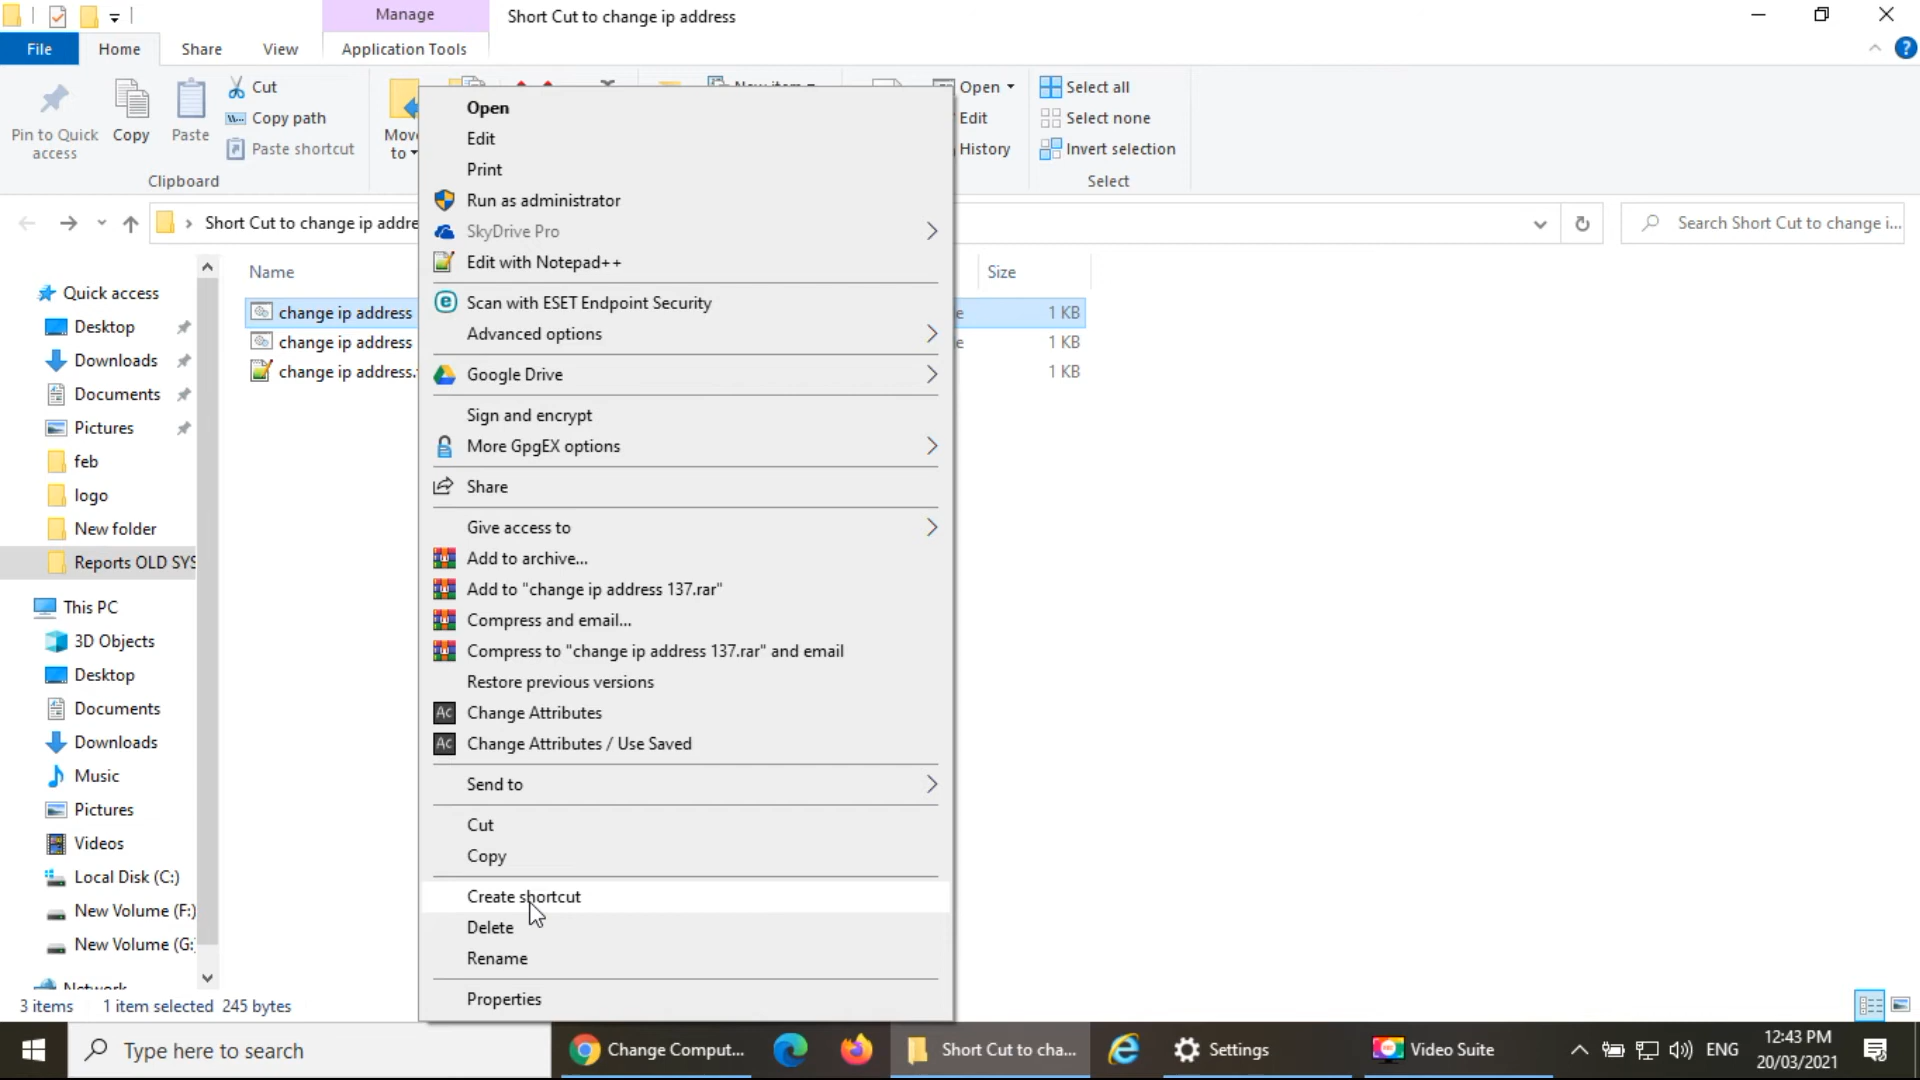 Manage
Short Cut to change ip address
File
Home
Share
View
Application Tools
Pin to Quick access
Copy
Paste
Cut
Copy path
Paste shortcut
Clipboard
Move to
Open
Edit
History
Select all
Select none
Invert selection
Select
Short Cut to change ip addre
Search Short Cut to change i...
Name
Size
change ip address
e
1 KB
change ip address
e
1 KB
change ip address.
1 KB
Quick access
Desktop
Downloads
Documents
Pictures
feb
logo
New folder
Reports OLD SYS
This PC
3D Objects
Desktop
Documents
Downloads
Music
Pictures
Videos
Local Disk (C:)
New Volume (F:)
New Volume (G:
Network
Open
Edit
Print
Run as administrator
SkyDrive Pro
Edit with Notepad++
Scan with ESET Endpoint Security
Advanced options
Google Drive
Sign and encrypt
More GpgEX options
Share
Give access to
Add to archive...
Add to "change ip address 137.rar"
Compress and email...
Compress to "change ip address 137.rar" and email
Restore previous versions
Ac Change Attributes
Ac Change Attributes / Use Saved
Send to
Cut
Copy
Create shortcut
Delete
Rename
Properties
3 items
1 item selected 245 bytes
Type here to search
Change Comput...
Short Cut to cha...
Settings
Video Suite
ENG
12:43 PM
20/03/2021